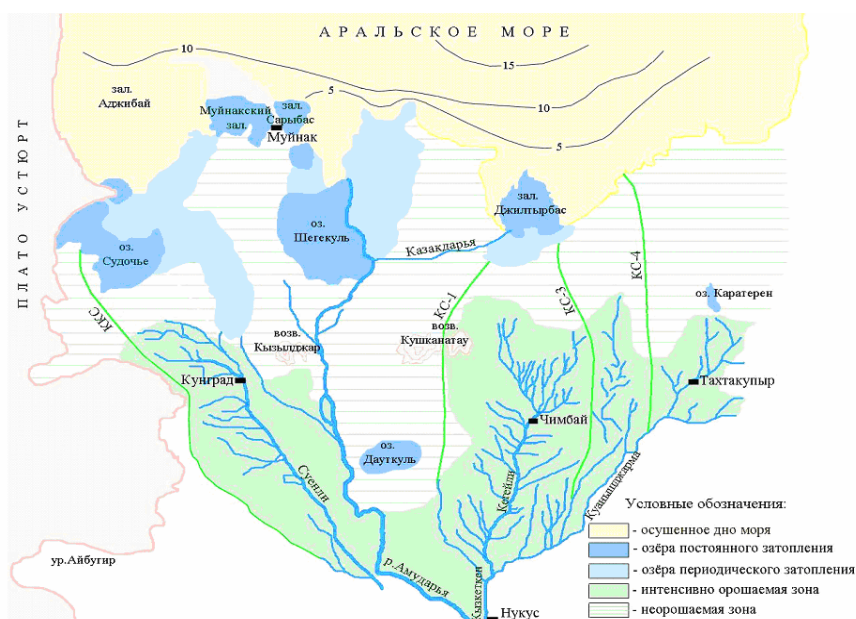 АРАЛЬСКОЕ МОРЕ
10
15
зал.
Аджибай
5
10
Муйнакский
зал.
зал.
Сарыбас
Муйнак
5
ПЛАТО УСТЮРТ
зал.
Джилтырбас
оз.
Шегекуль
оз.
Судочье
Казакдарья
КС-4
ККС
КС-1
КС-3
оз. Каратерен
возв.
Кызылджар
возв.
Кушканатау
Кунград
Тахтакупыр
Чимбай
оз.
Дауткуль
Суенли
Кегейли
Куанышджарма
ур.Айбугир
р.Амударья
Кызкеткен
Нукус
Условные обозначения:
- осушенное дно моря
- озёра постоянного затопления
- озёра периодического затопления
- интенсивно орошаемая зона
- неорошаемая зона